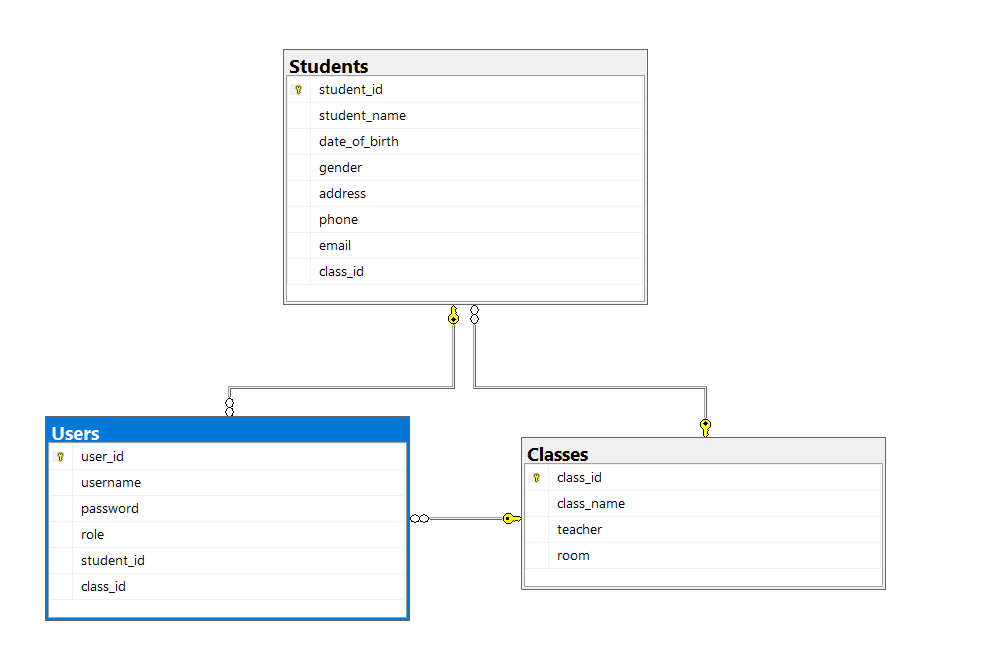 Students
student_id
student_name
date_of_birth
gender
address
phone
email
class_id
Users
user_id
username
password
role
student_id
class_id
Classes
class_id
class_name
teacher
room